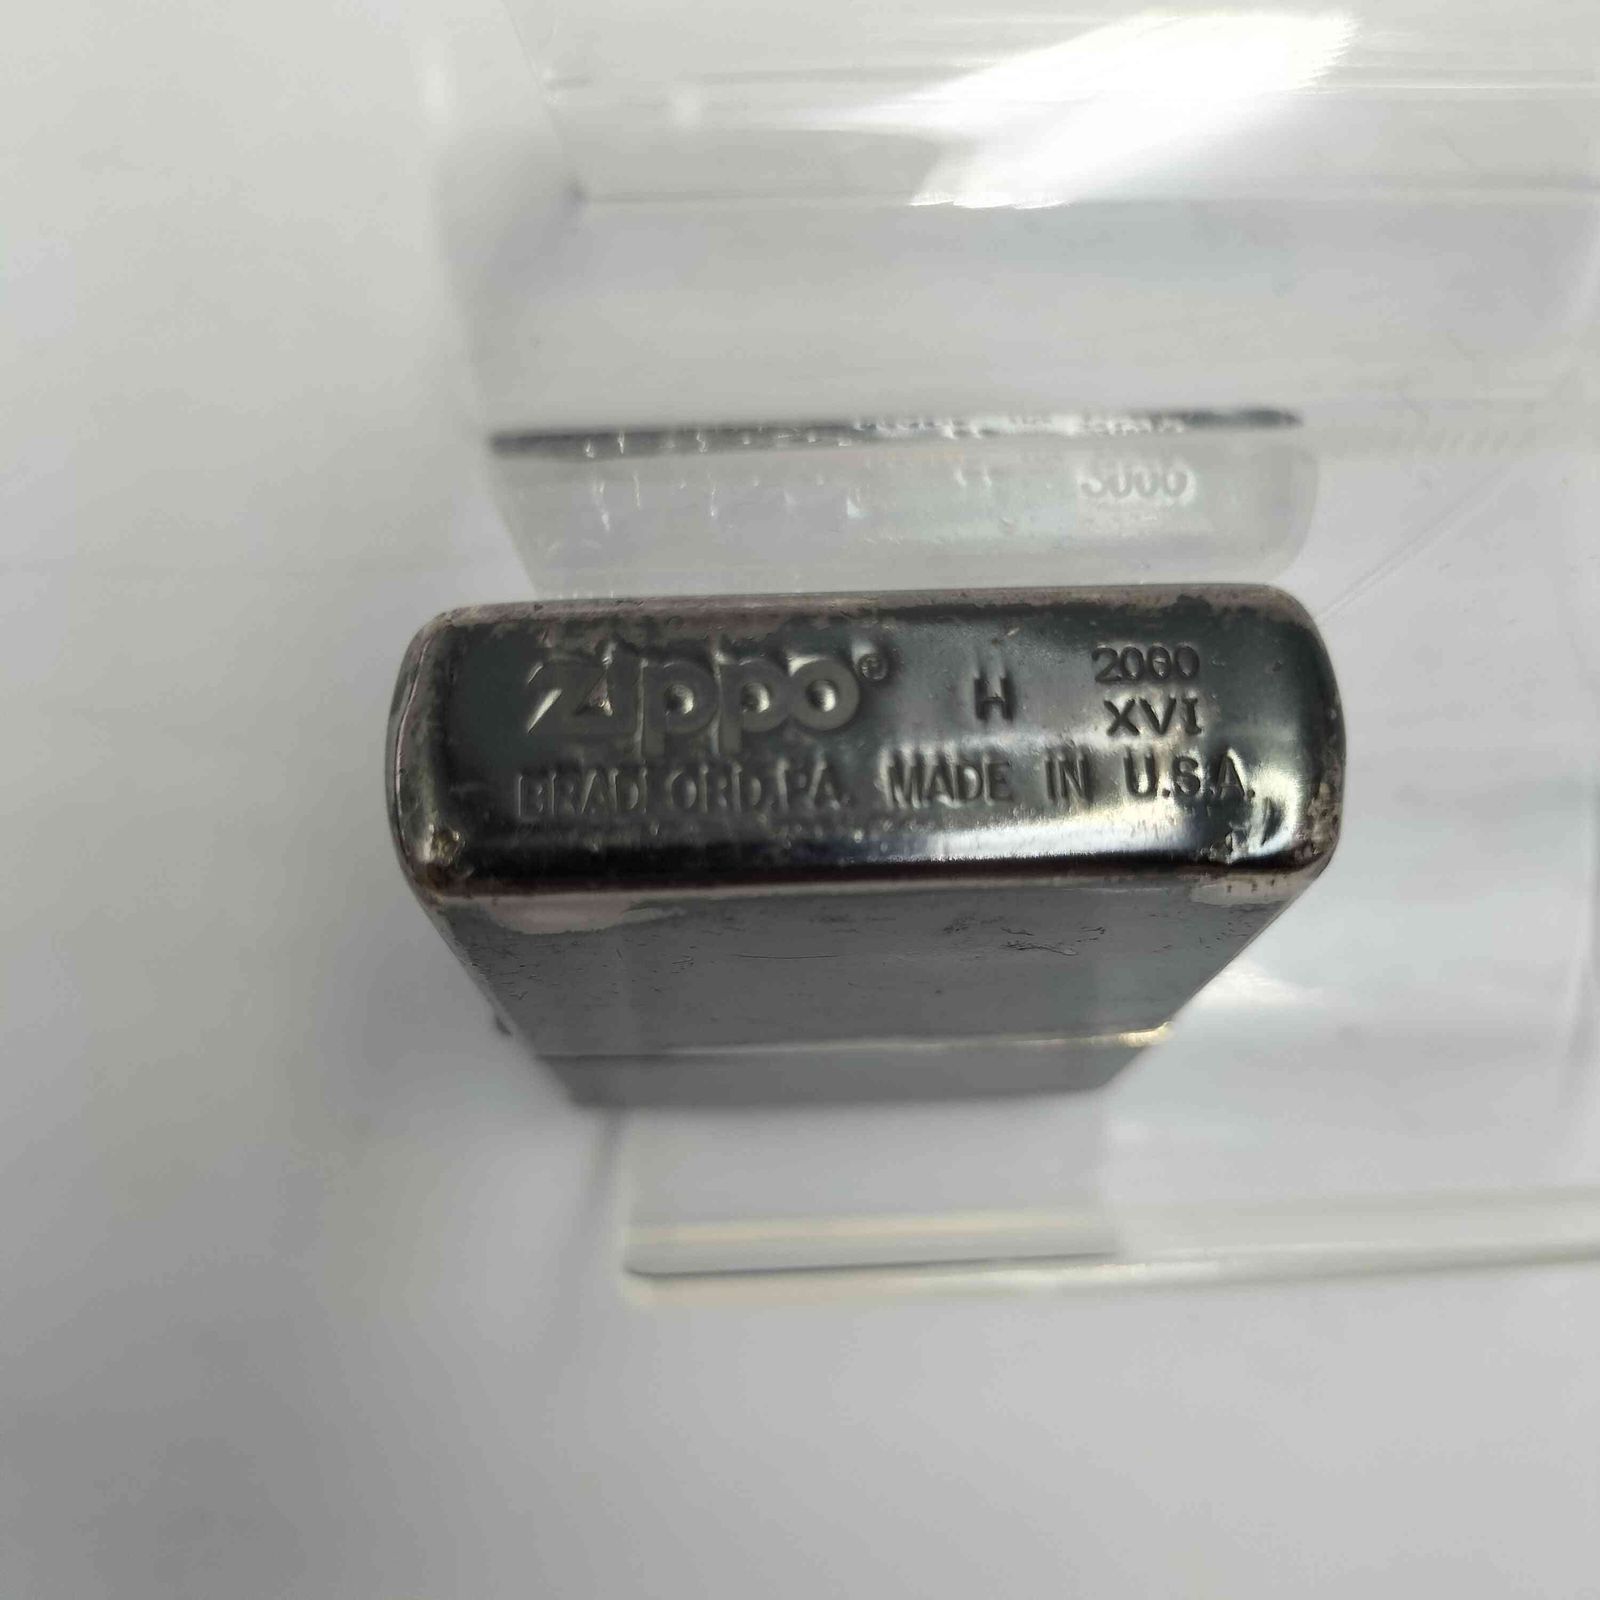 Zippo® H 2000
XVI
BRADFORD, PA. MADE IN U.S.A.